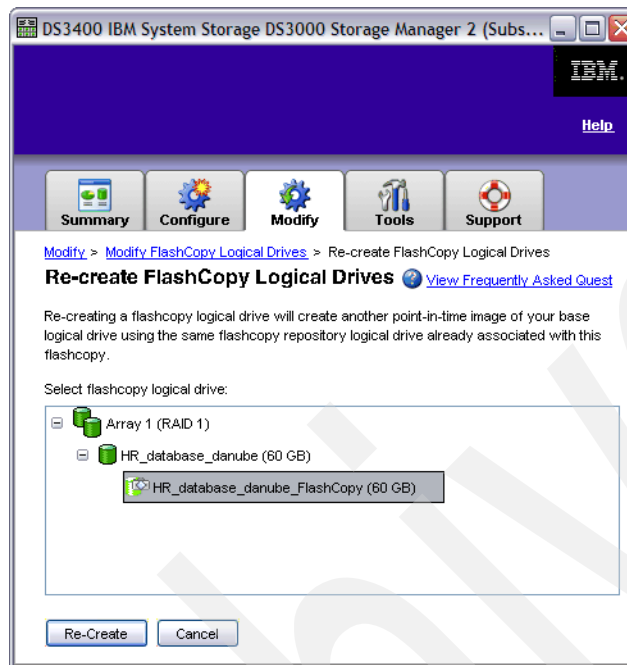 DS3400 IBM System Storage DS3000 Storage Manager 2 (Subs...
IBM.
Help
Summary
Configure
Modify
Tools
Support
Modify > Modify FlashCopy Logical Drives > Re-create FlashCopy Logical Drives
Re-create FlashCopy Logical Drives View Frequently Asked Quest
Re-creating a flashcopy logical drive will create another point-in-time image of your base
logical drive using the same flashcopy repository logical drive already associated with this
flashcopy.
Select flashcopy logical drive:
Array 1 (RAID 1)
HR_database_danube (60 GB)
HR_database_danube_FlashCopy (60 GB)
Re-Create
Cancel